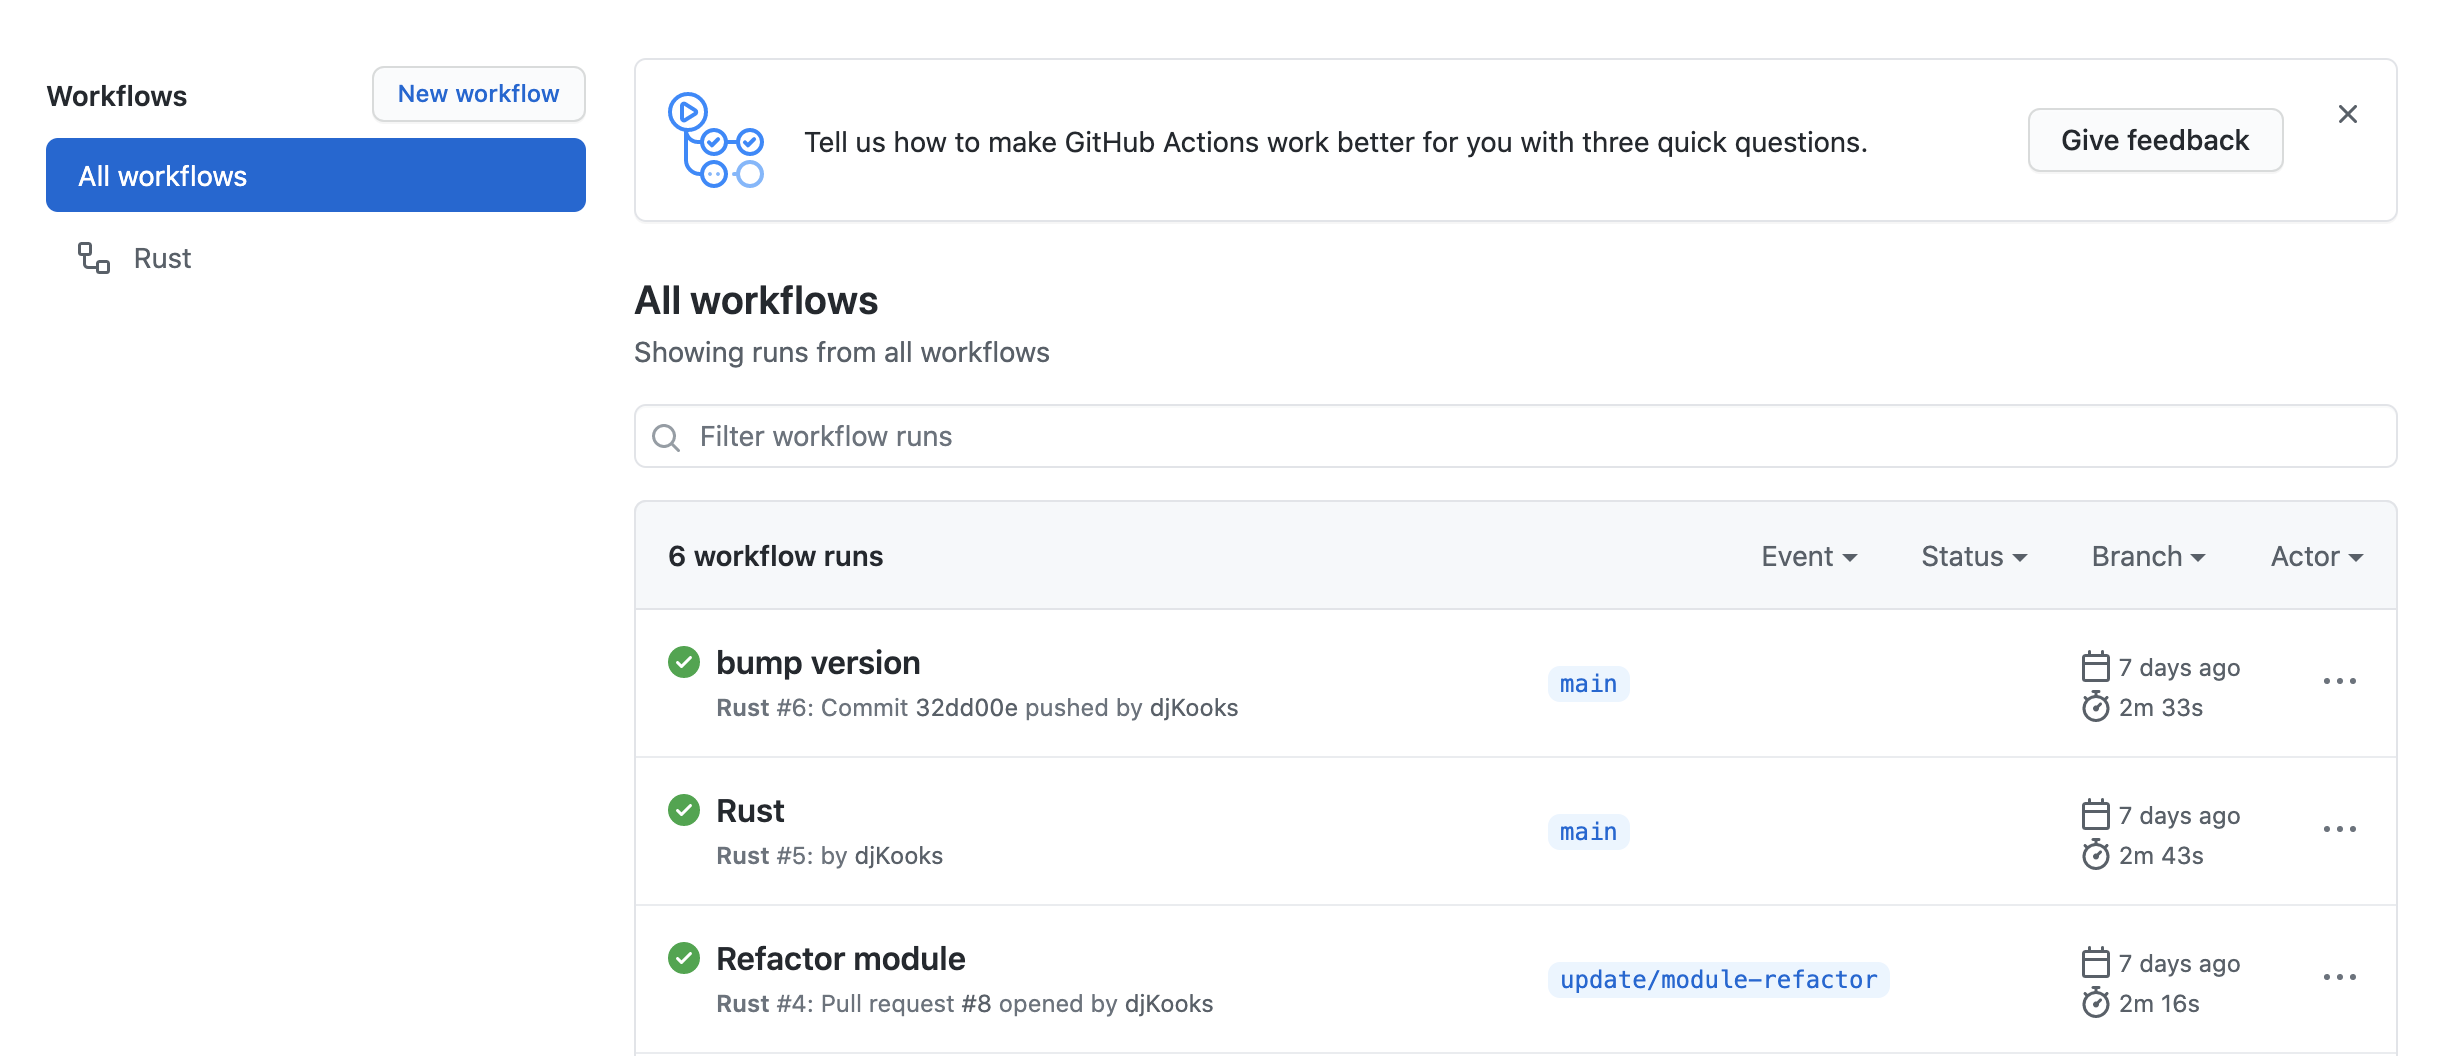 Workflows
New workflow
All workflows
Rust
Tell us how to make GitHub Actions work better for you with three quick questions.
Give feedback
All workflows
Showing runs from all workflows
Filter workflow runs
6 workflow runs
Event
Status
Branch
Actor
bump version
Rust #6: Commit 32dd00e pushed by djKooks
main
7 days ago
2m 33s
Rust
Rust #5: by djKooks
main
7 days ago
2m 43s
Refactor module
Rust #4: Pull request #8 opened by djKooks
update/module-refactor
7 days ago
2m 16s